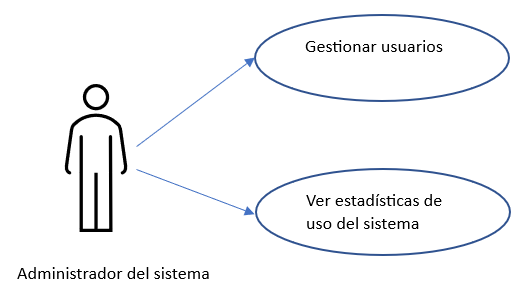 Gestionar usuarios
Ver estadísticas de
uso del sistema
Administrador del sistema